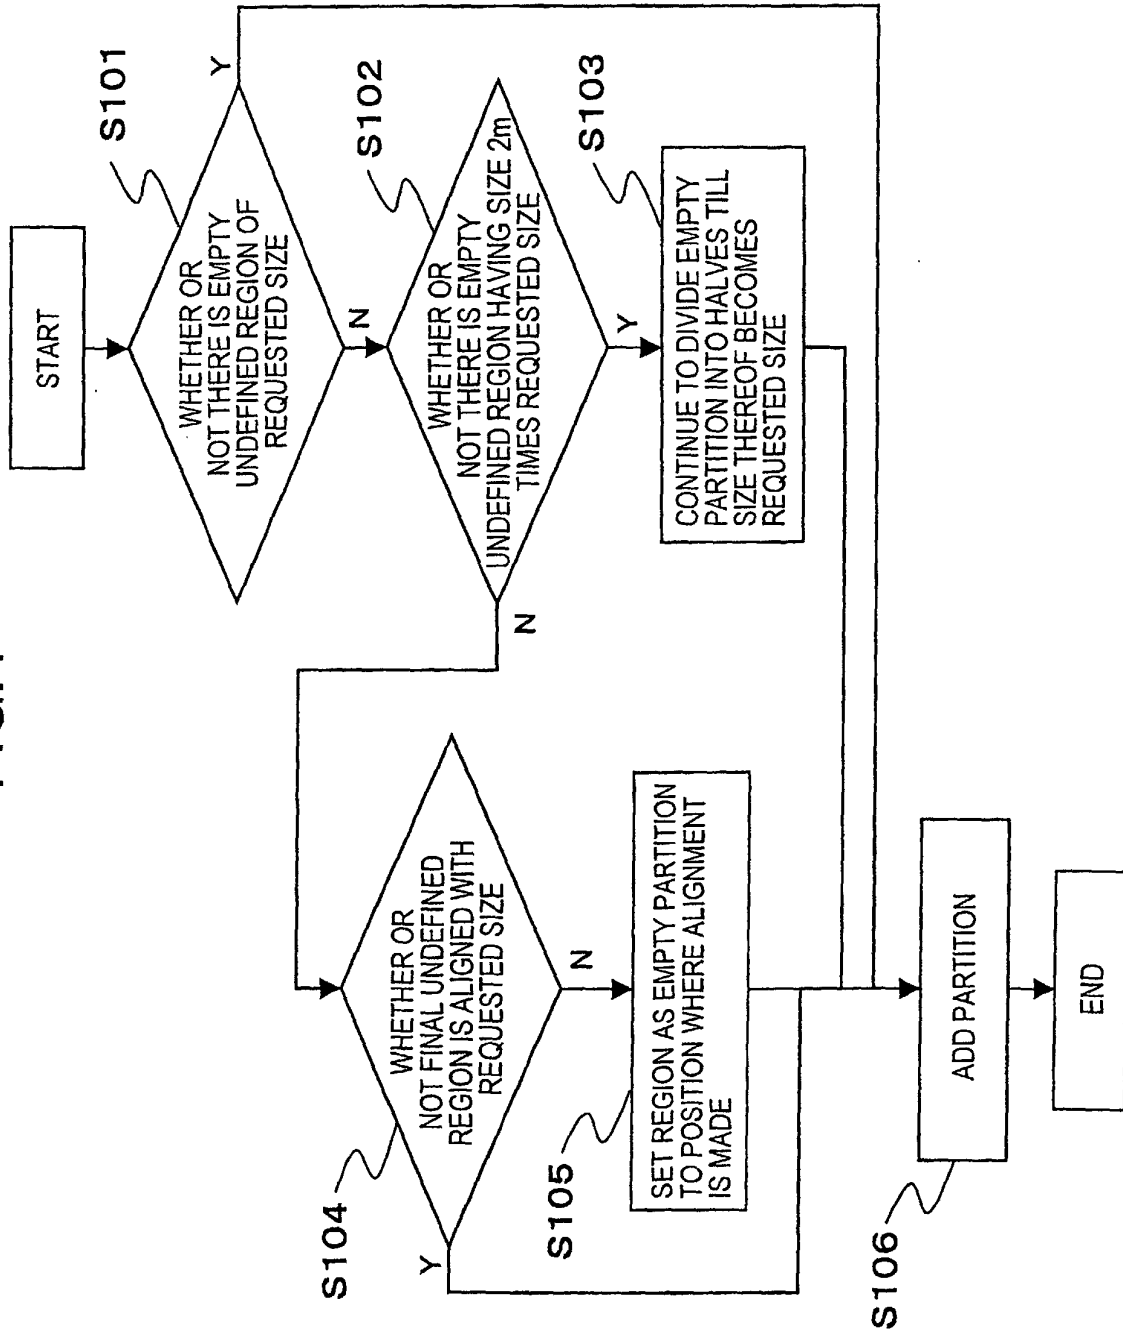 START
S101
WHETHER OR
NOT THERE IS EMPTY
UNDEFINED REGION OF
REQUESTED SIZE
Y
N
S102
WHETHER OR
NOT THERE IS EMPTY
UNDEFINED REGION HAVING SIZE 2m
TIMES REQUESTED SIZE
N
Y
S103
CONTINUE TO DIVIDE EMPTY
PARTITION INTO HALVES TILL
SIZE THEREOF BECOMES
REQUESTED SIZE
S104
WHETHER OR
NOT FINAL UNDEFINED
REGION IS ALIGNED WITH
REQUESTED SIZE
Y
N
S105
SET REGION AS EMPTY PARTITION
TO POSITION WHERE ALIGNMENT
IS MADE
S106
ADD PARTITION
END